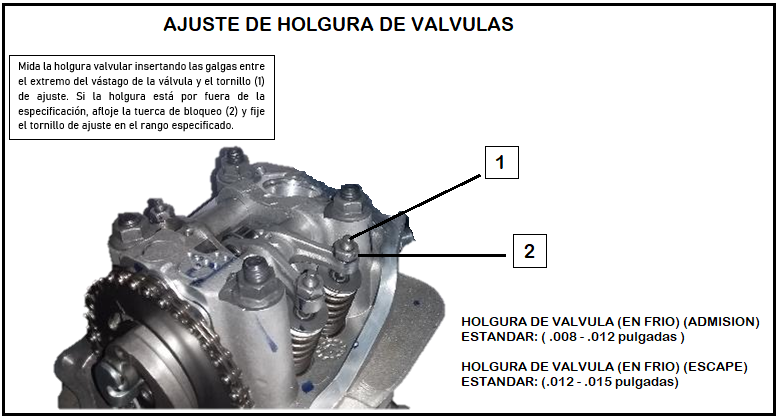 AJUSTE DE HOLGURA DE VALVULAS
Mida la holgura valvular insertando las galgas entre
el extremo del vástago de la válvula y el tornillo (1)
de ajuste. Si la holgura está por fuera de la
especificación, afloje la tuerca de bloqueo (2) y fije
el tornillo de ajuste en el rango especificado.
1
2
HOLGURA DE VALVULA (EN FRIO) (ADMISION)
ESTANDAR: ( .008 - .012 pulgadas )
HOLGURA DE VALVULA (EN FRIO) (ESCAPE)
ESTANDAR: (.012 - .015 pulgadas)